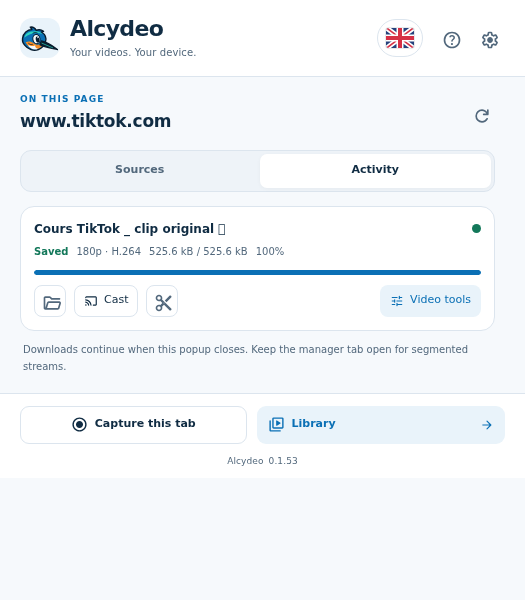 Alcydeo
Your videos. Your device.
ON THIS PAGE
www.tiktok.com
Sources
Activity
Cours TikTok _ clip original
Saved 180p · H.264 525.6 kB / 525.6 kB 100%
Cast
Video tools
Downloads continue when this popup closes. Keep the manager tab open for segmented
streams.
Capture this tab
Library
Alcydeo 0.1.53